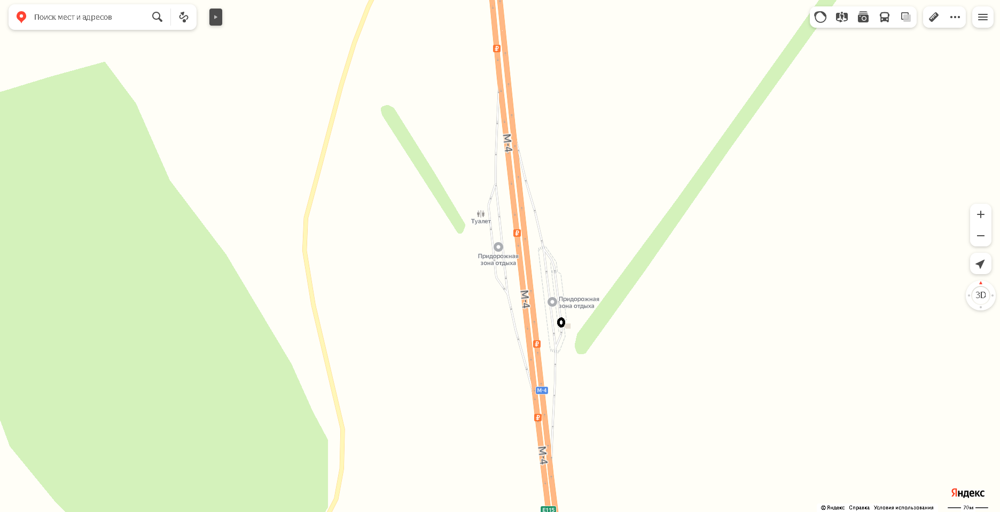 Поиск мест и адресов
М-4
Туалет
Придорожная
зона отдыха
М-4
Придорожная
зона отдыха
М-4
М-4
E115
3D
Яндекс
© Яндекс Справка Условия использования
70 м